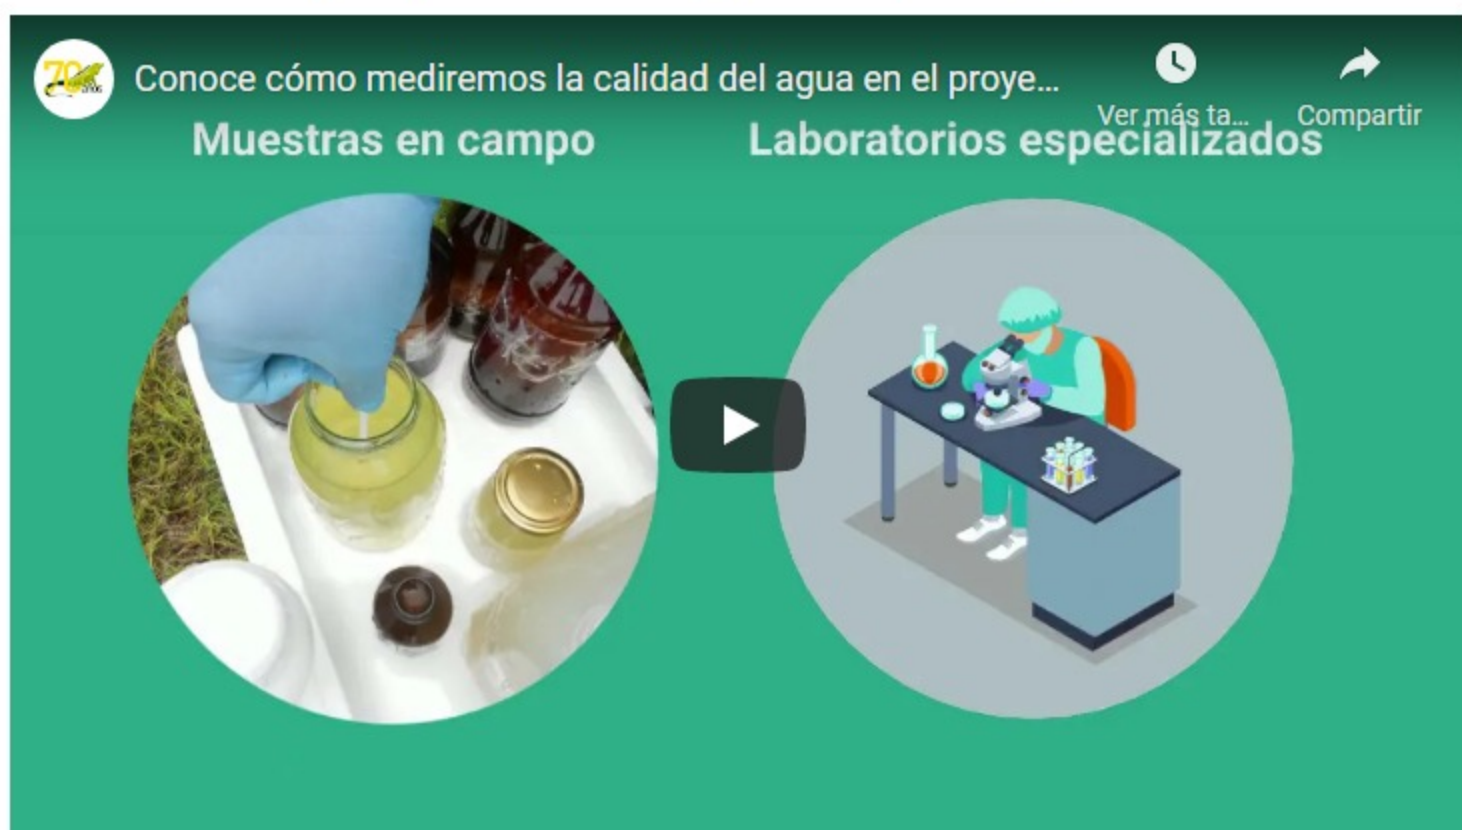 70
Conoce cómo mediremos la calidad del agua en el proye...
Ver más ta...
Compartir
Muestras en campo
Laboratorios especializados